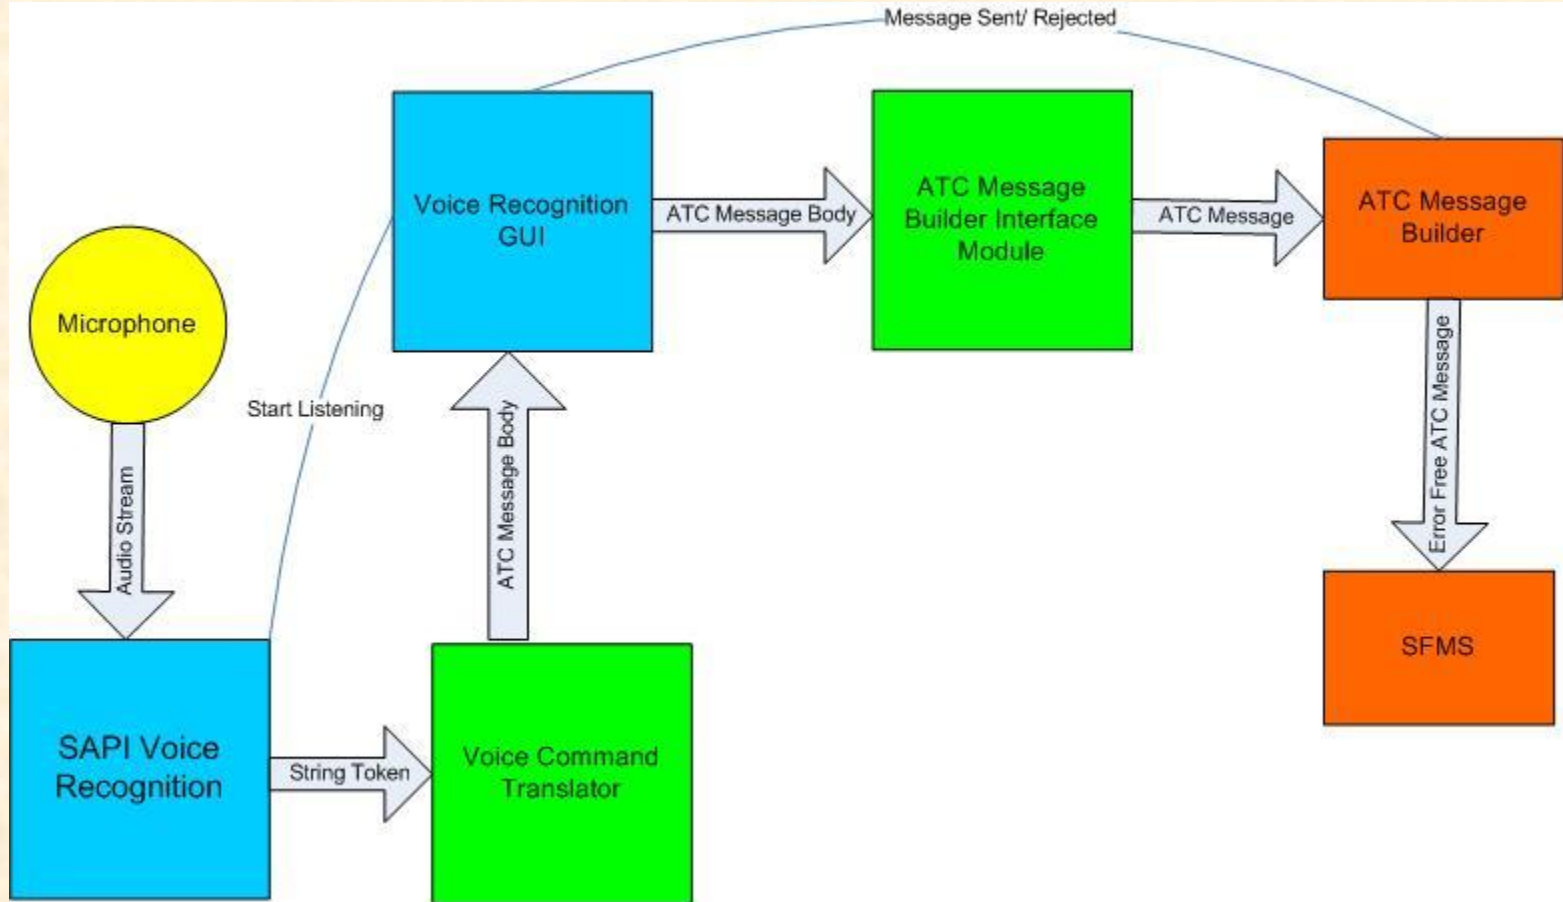 Message Sent/ Rejected
Voice Recognition
GUI
ATC Message Body
ATC Message
Builder Interface
Module
ATC Message
ATC Message
Builder
Microphone
Start Listening
Audio Stream
ATC Message Body
Error Free ATC Message
SAPI Voice
Recognition
String Token
Voice Command
Translator
SFMS